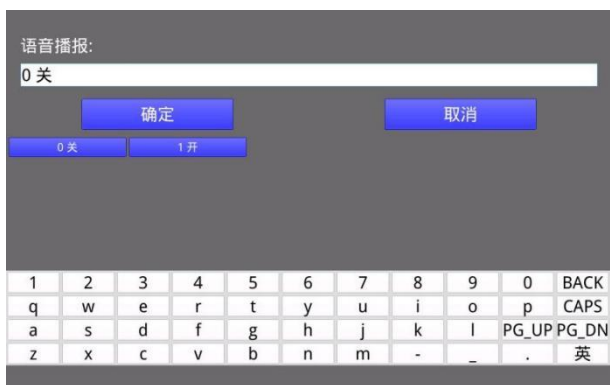 语音播报:
0 关
确定 取消
0 关 1 开
1 2 3 4 5 6 7 8 9 0 BACK
q w e r t y u i o p CAPS
a s d f g h j k l PG_UP PG_DN
z x c v b n m - _ . 英